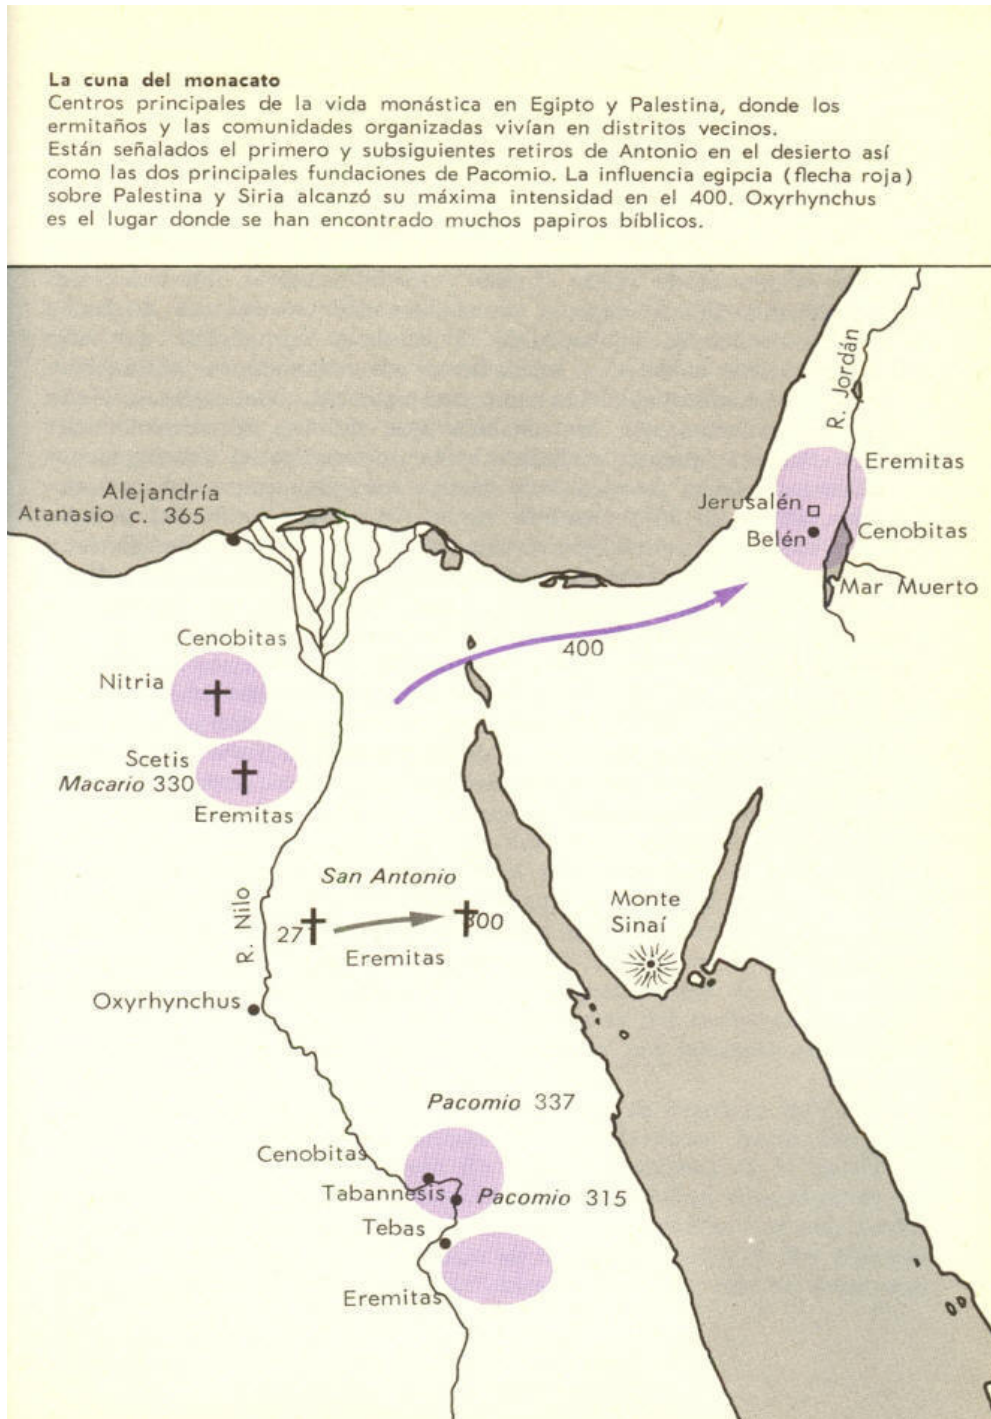 La cuna del monacato
Centros principales de la vida monástica en Egipto y Palestina, donde los
ermitaños y las comunidades organizadas vivían en distritos vecinos.
Están señalados el primero y subsiguientes retiros de Antonio en el desierto así
como las dos principales fundaciones de Pacomio. La influencia egipcia (flecha roja)
sobre Palestina y Siria alcanzó su máxima intensidad en el 400. Oxyrhynchus
es el lugar donde se han encontrado muchos papiros bíblicos.
R. Jordán
Eremitas
Alejandría
Atanasio c. 365
Jerusalén
Belén
Cenobitas
Mar Muerto
400
Cenobitas
Nitria
Scetis
Macario 330
Eremitas
San Antonio
R. Nilo
27
300
Eremitas
Monte
Sinaí
Oxyrhynchus
Pacomio 337
Cenobitas
Tabannesis
Pacomio 315
Tebas
Eremitas